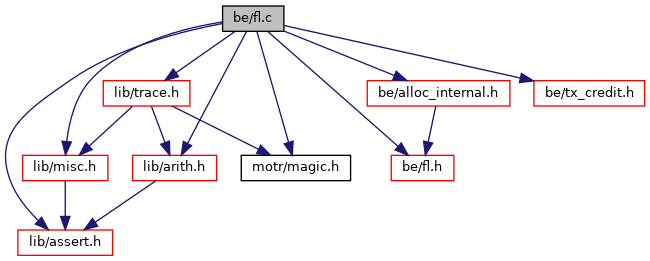 be/fl.c
lib/trace.h
be/alloc_internal.h
be/tx_credit.h
lib/misc.h
lib/arith.h
motr/magic.h
be/fl.h
lib/assert.h